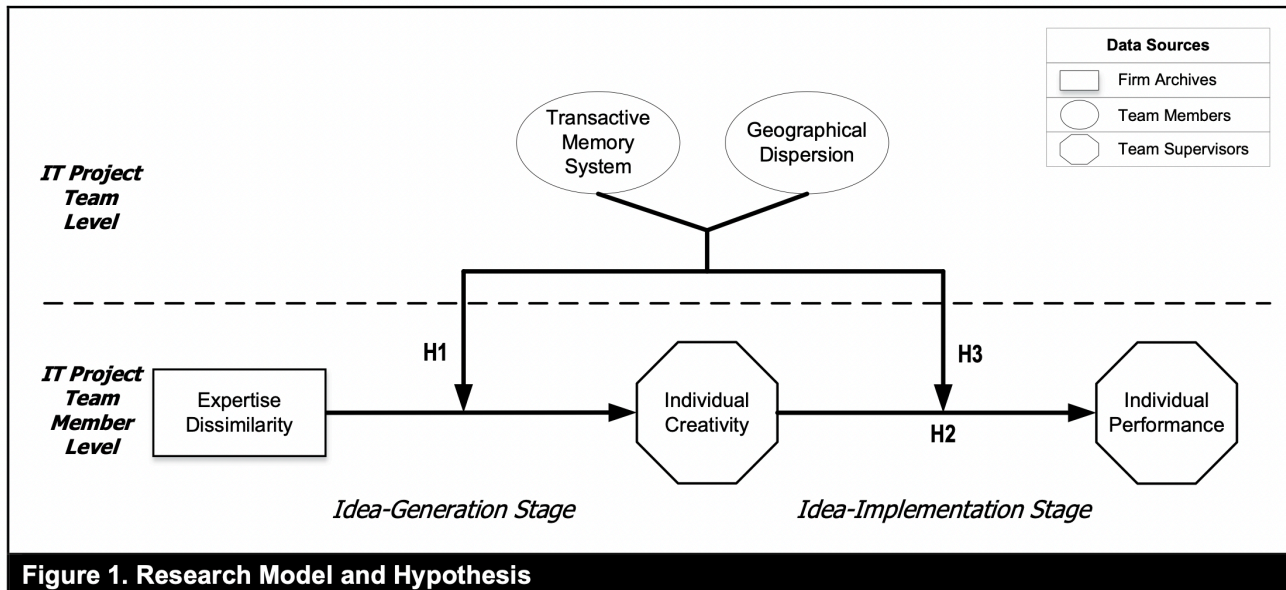 Data Sources
Firm Archives
Team Members
Team Supervisors
Transactive
Memory
System
Geographical
Dispersion
IT Project
Team
Level
H1
H3
IT Project
Team
Member
Level
Expertise
Dissimilarity
Individual
Creativity
H2
Individual
Performance
Idea-Generation Stage
Idea-Implementation Stage
Figure 1. Research Model and Hypothesis